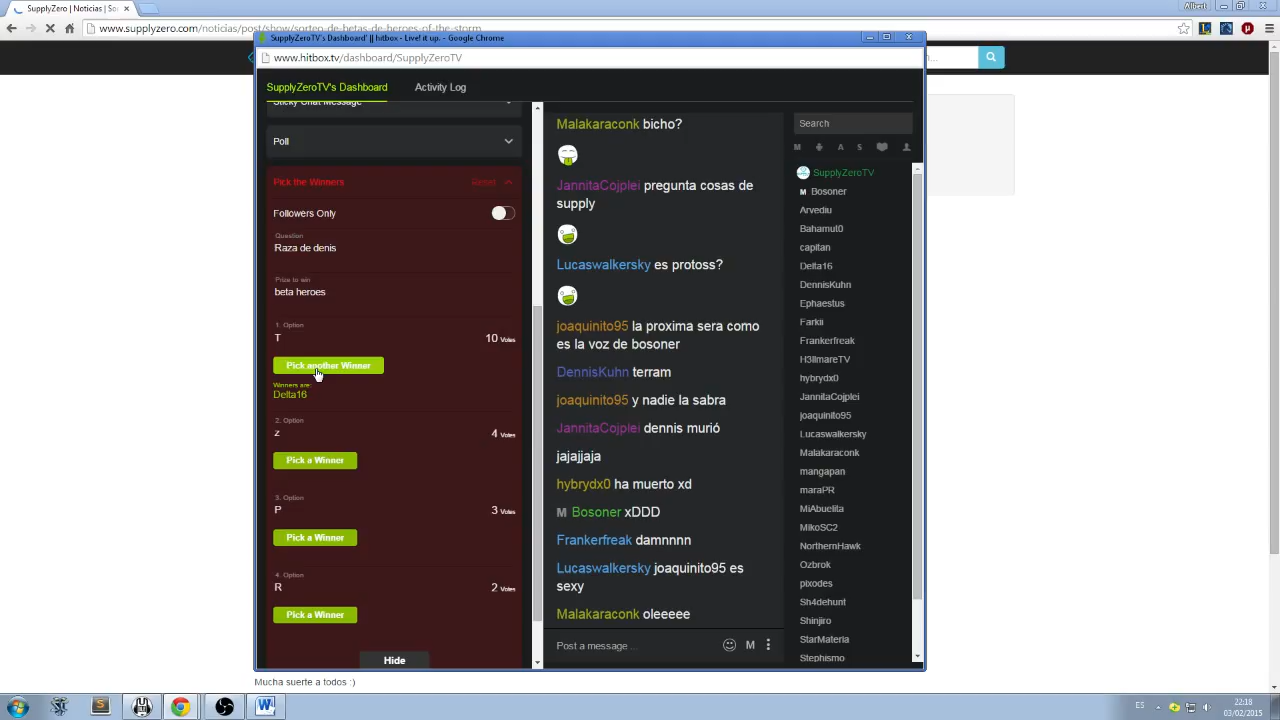 SupplyZero | Noticias | So
www.supplyzero.com/noticias/post/show/sorteo-de-betas-de-heroes-of-the-storm
SupplyZeroTV's Dashboard' || hitbox - Live! it up. - Google Chrome
www.hitbox.tv/dashboard/SupplyZeroTV
SupplyZeroTV's Dashboard
Activity Log
Sticky Chat Message
Poll
Pick the Winners
Reset
Followers Only
Question
Raza de denis
Prize to win
beta heroes
1. Option
T
10 Votes
Pick another Winner
Winners are:
Delta16
2. Option
z
4 Votes
Pick a Winner
3. Option
P
3 Votes
Pick a Winner
4. Option
R
2 Votes
Pick a Winner
Hide
Malakaraconk bicho?
JannitaCojplei pregunta cosas de
supply
Lucaswalkersky es protoss?
joaquinito95 la proxima sera como
es la voz de bosoner
DennisKuhn terram
joaquinito95 y nadie la sabra
JannitaCojplei dennis murió
jajajjaja
hybrydx0 ha muerto xd
M Bosoner xDDD
Frankerfreak damnnnn
Lucaswalkersky joaquinito95 es
sexy
Malakaraconk oleeeee
Post a message ...
M
Search
M
A
S
SupplyZeroTV
M Bosoner
Arvediu
Bahamut0
capitan
Delta16
DennisKuhn
Ephaestus
Farkii
Frankerfreak
H3llmareTV
hybrydx0
JannitaCojplei
joaquinito95
Lucaswalkersky
Malakaraconk
mangapan
maraPR
MiAbuelita
MikoSC2
NorthernHawk
Ozbrok
pixodes
Sh4dehunt
Shinjiro
StarMateria
Stephismo
Mucha suerte a todos :)
ES
22:18
03/02/2015